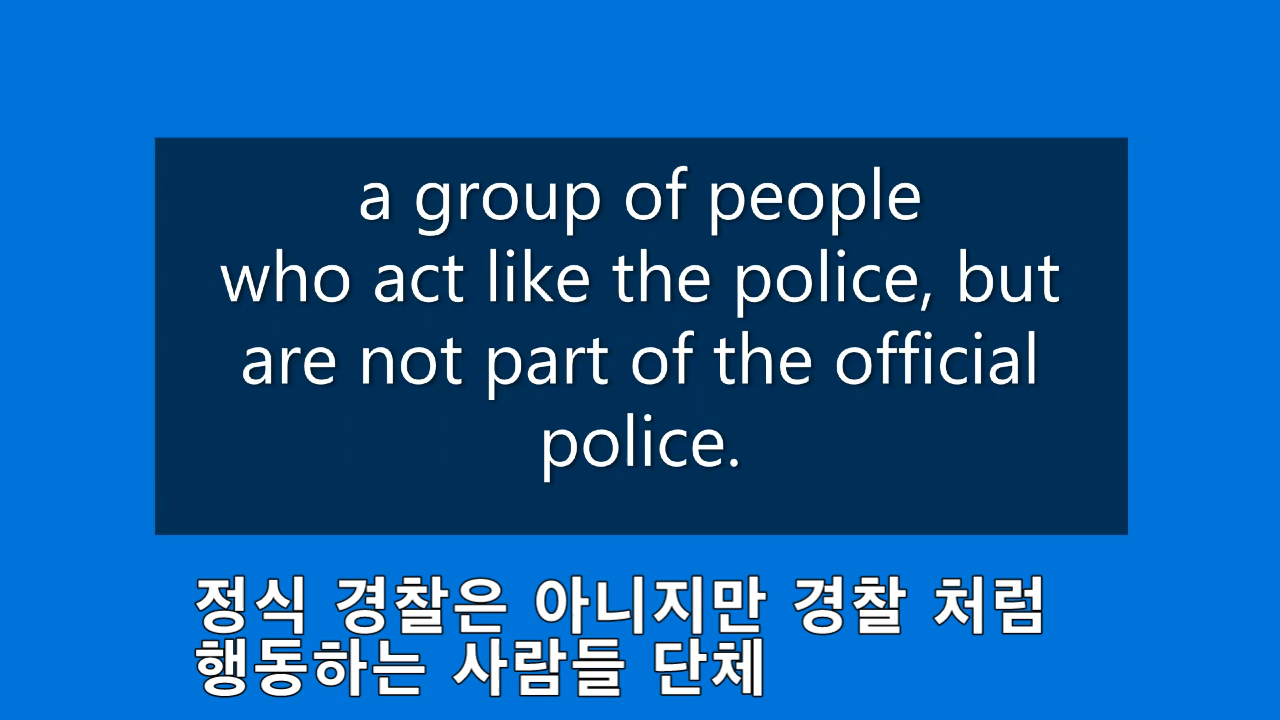 a group of people
who act like the police, but
are not part of the official
police.
정식 경찰은 아니지만 경찰 처럼
행동하는 사람들 단체